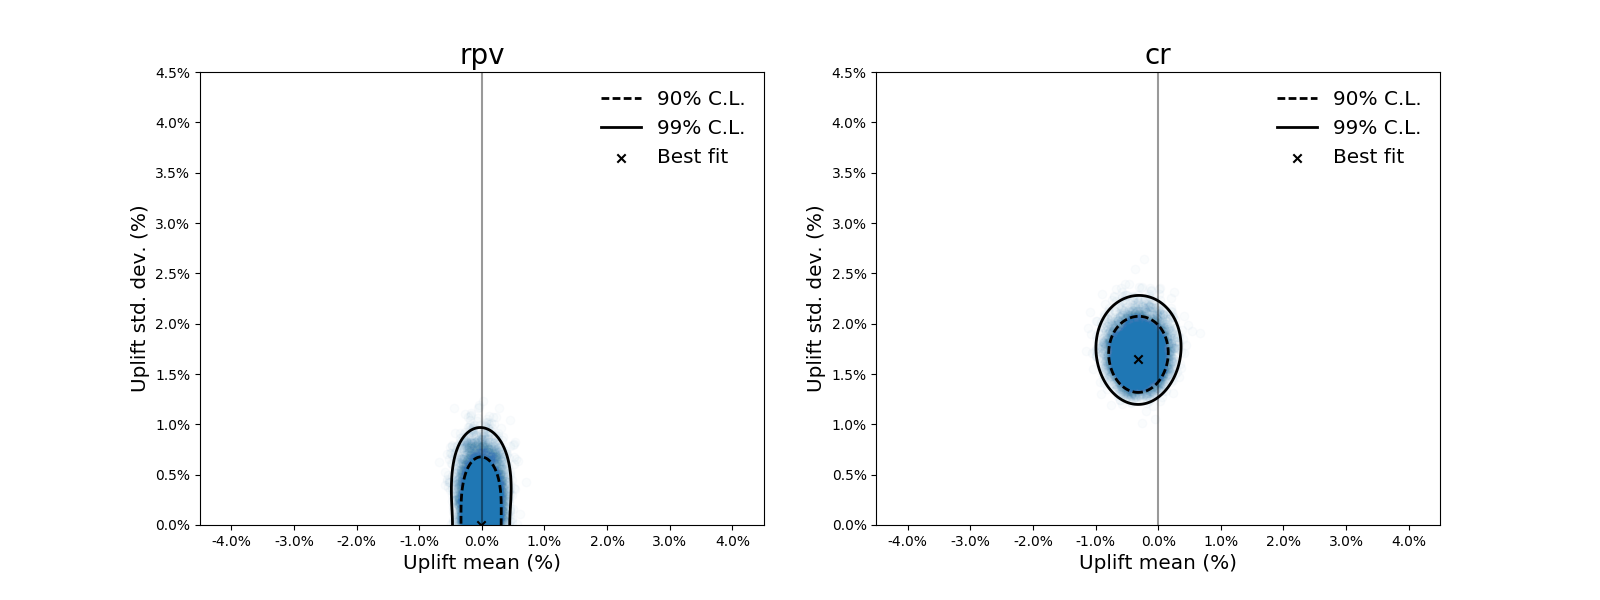 rpv
4.5%
4.0%
3.5%
3.0%
2.5%
2.0%
1.5%
1.0%
0.5%
0.0%
Uplift std. dev. (%)
90% C.L.
99% C.L.
Best fit
-4.0% -3.0% -2.0% -1.0% 0.0% 1.0% 2.0% 3.0% 4.0%
Uplift mean (%)
cr
4.5%
4.0%
3.5%
3.0%
2.5%
2.0%
1.5%
1.0%
0.5%
0.0%
Uplift std. dev. (%)
90% C.L.
99% C.L.
Best fit
-4.0% -3.0% -2.0% -1.0% 0.0% 1.0% 2.0% 3.0% 4.0%
Uplift mean (%)